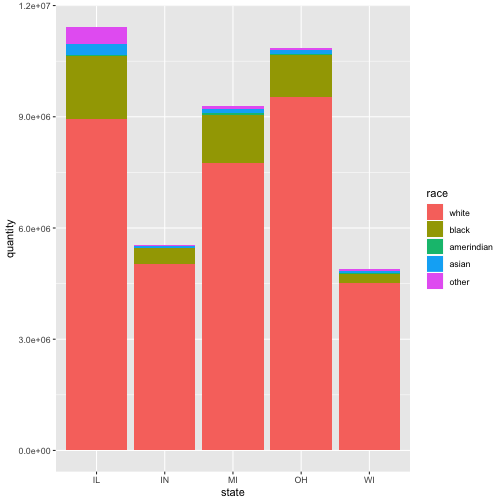 1.2e+07
9.0e+06
6.0e+06
3.0e+06
0.0e+00
quantity
IL IN MI OH WI
state
race
white
black
amerindian
asian
other